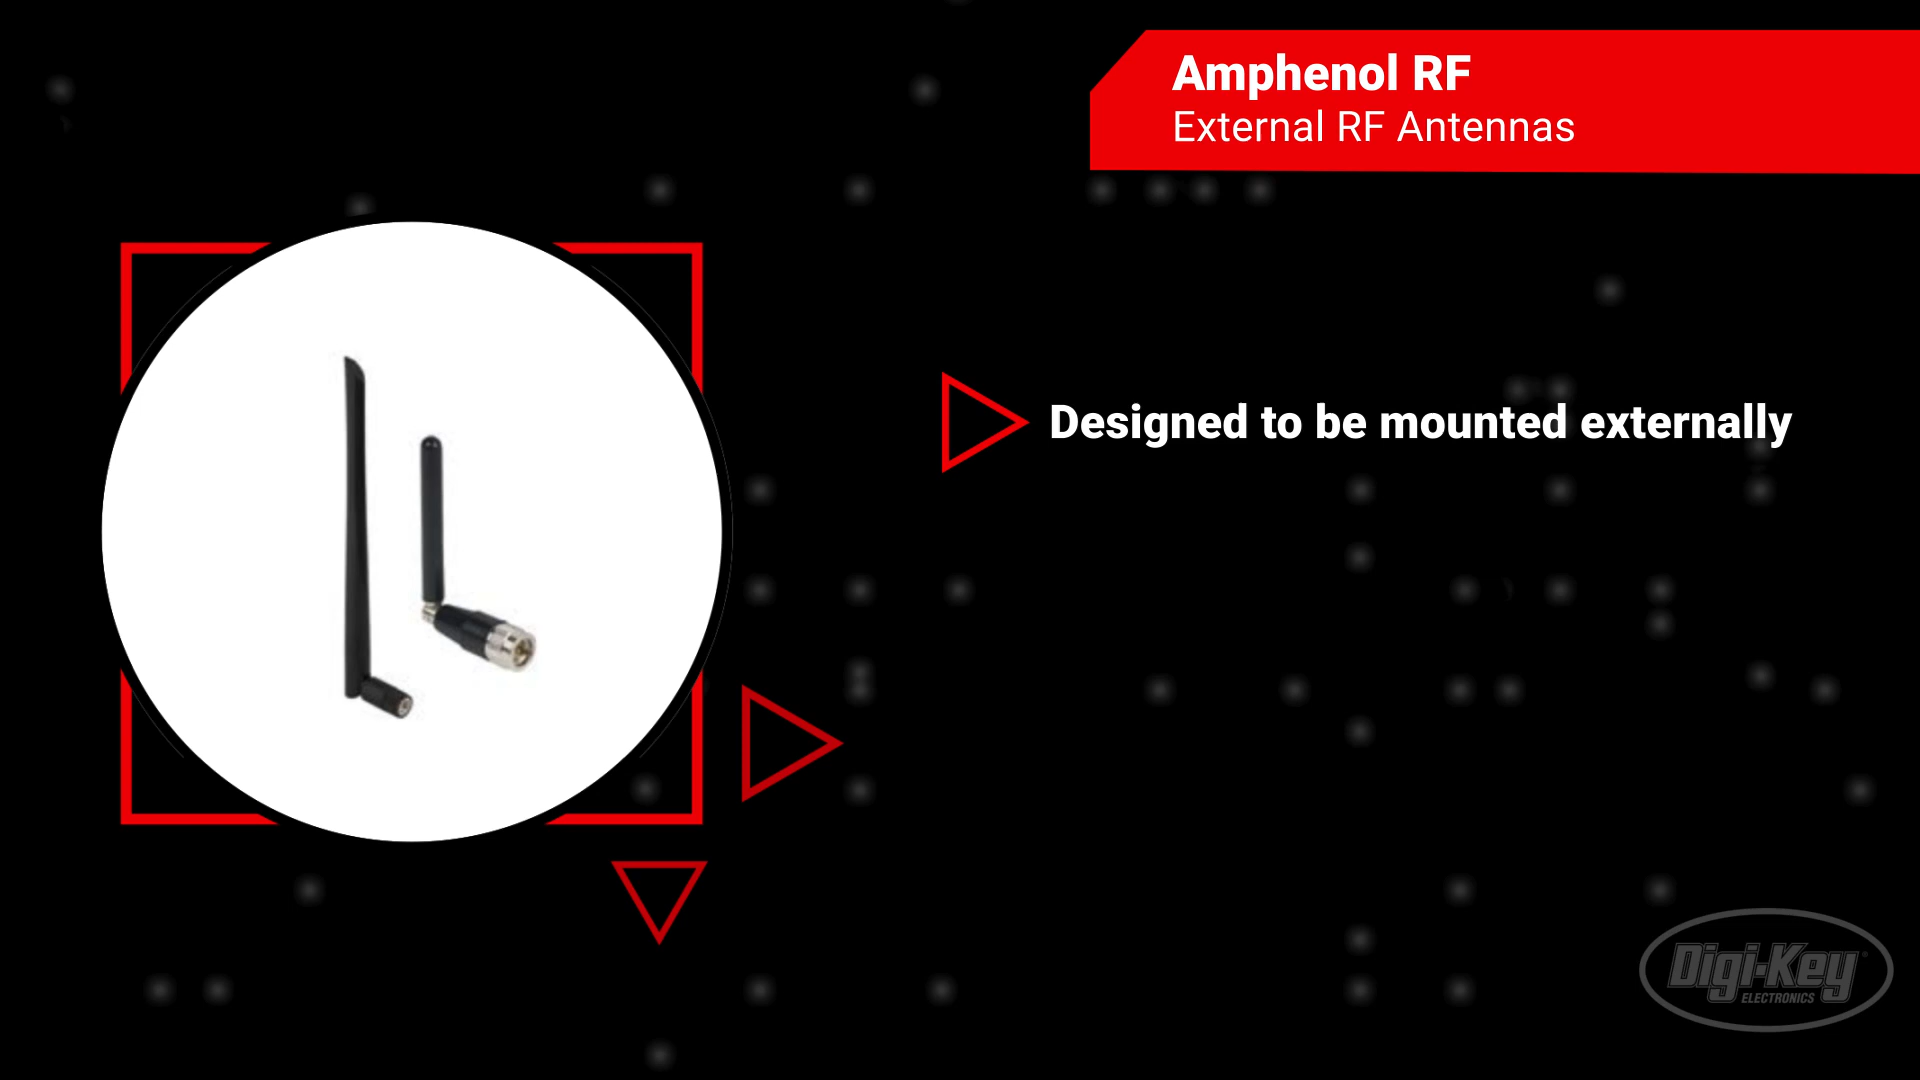 Amphenol RF
External RF Antennas
Designed to be mounted externally
Digi-Key
ELECTRONICS